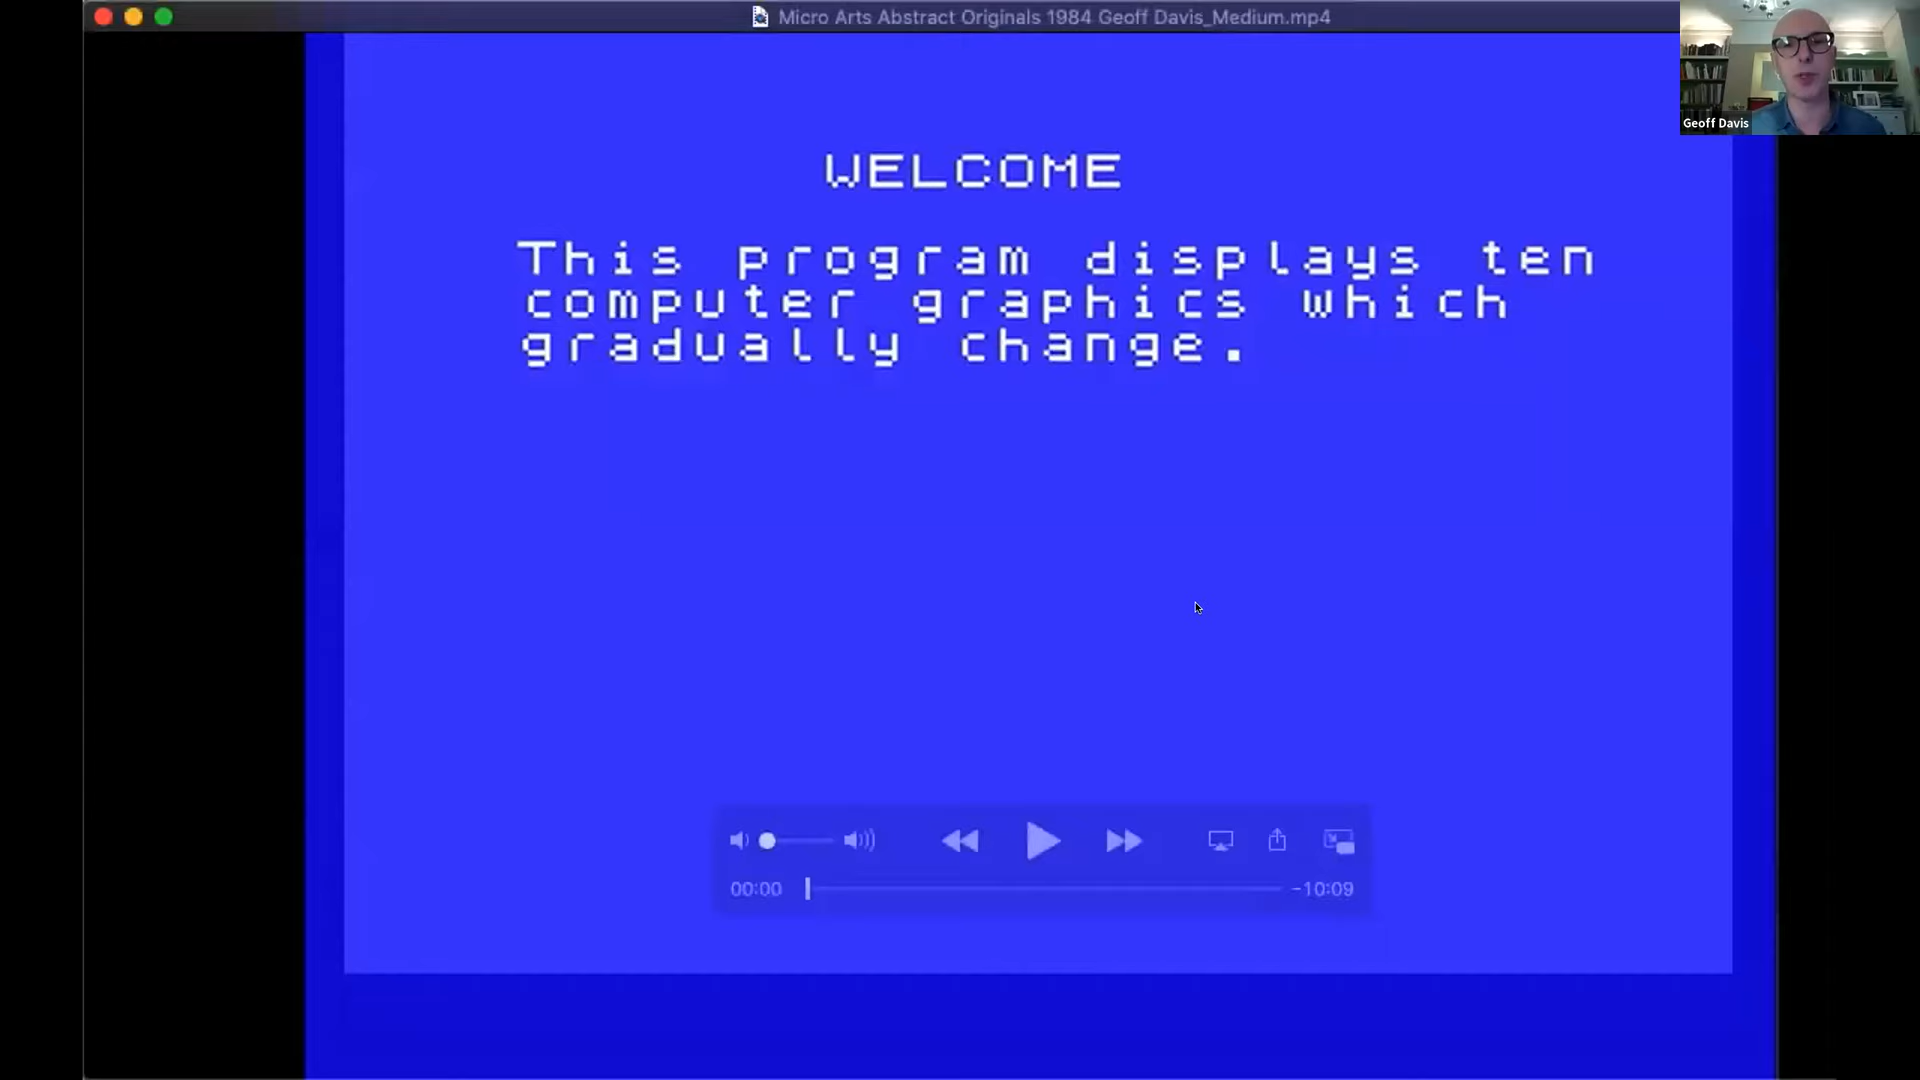 Micro Arts Abstract Originals 1984 Geoff Davis_Medium.mp4
Geoff Davis
WELCOME
This program displays ten
computer graphics which
gradually change.
00:00
-10:09